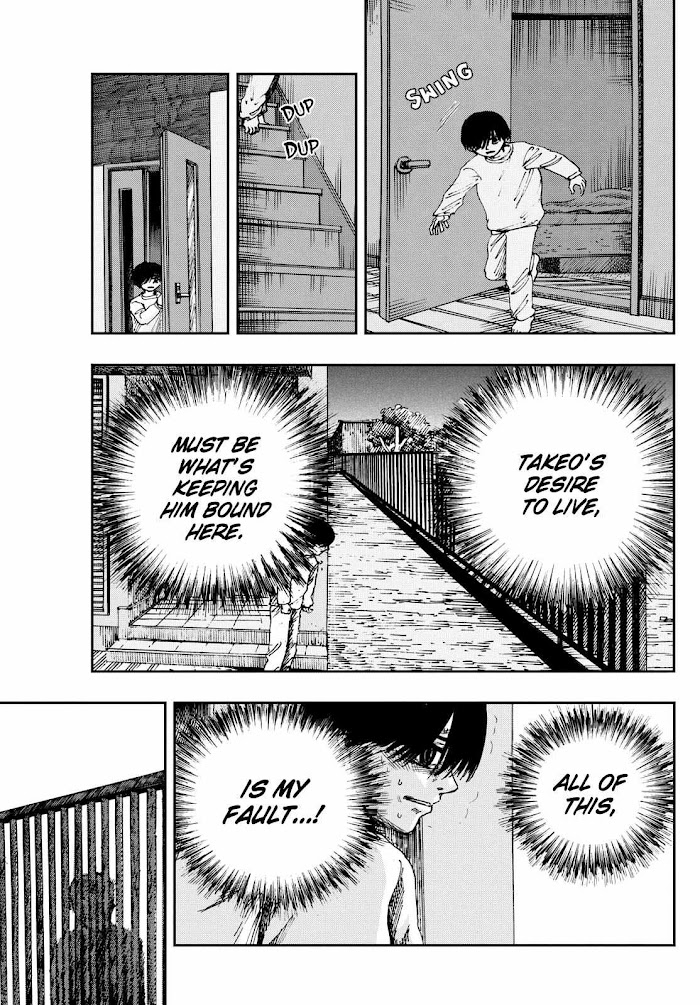 SWING
DUP
DUP
TAKEO'S
DESIRE
TO LIVE,
MUST BE
WHAT'S
KEEPING
HIM BOUND
HERE.
ALL OF
THIS,
IS MY
FAULT...!